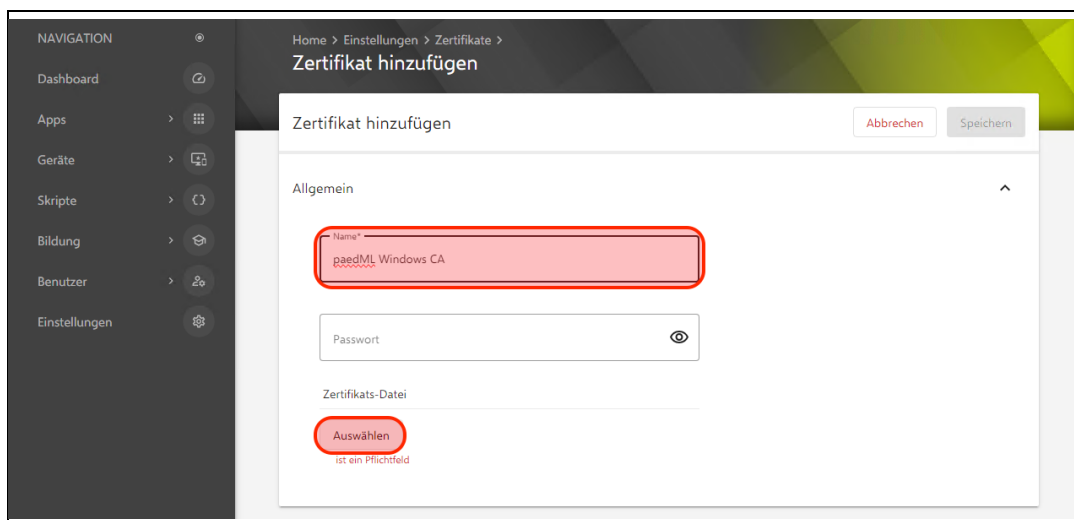 NAVIGATION
Dashboard
Apps
Geräte
Skripte
Bildung
Benutzer
Einstellungen
Home > Einstellungen > Zertifikate >
Zertifikat hinzufügen
Zertifikat hinzufügen
Abbrechen
Speichern
Allgemein
Name*
paedML Windows CA
Passwort
Zertifikats-Datei
Auswählen
ist ein Pflichtfeld